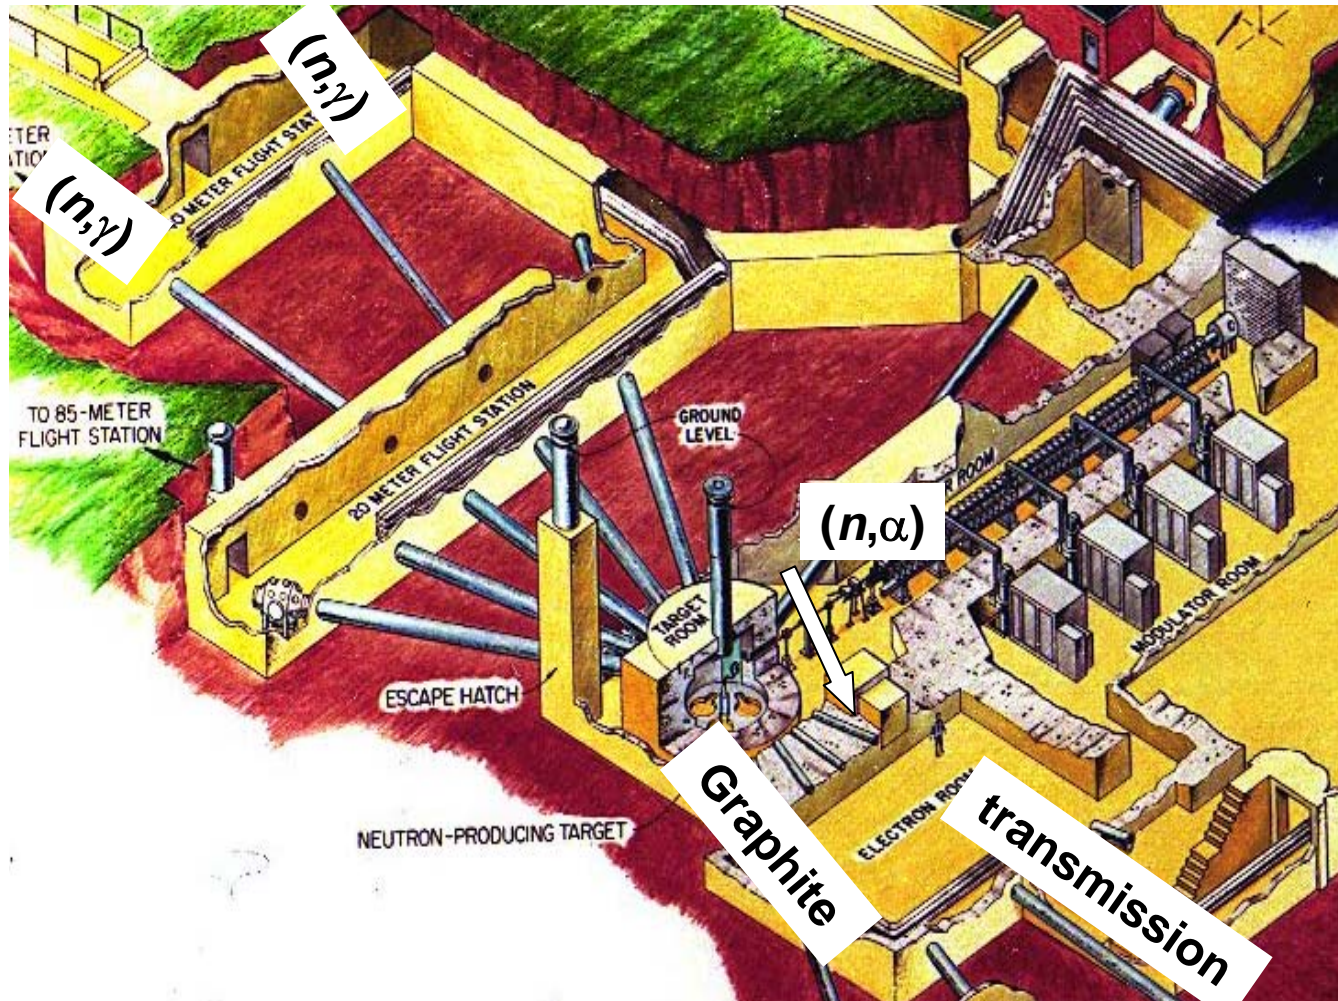 (n,γ)
(n,γ)
METER FLIGHT STAT
TO 85-METER
FLIGHT STATION
20 METER FLIGHT STATION
GROUND
LEVEL
ROOM
(n,α)
TARGET
ROOM
MODULATOR ROOM
ESCAPE HATCH
Graphite
transmission
ELECTRON ROOM
NEUTRON-PRODUCING TARGET